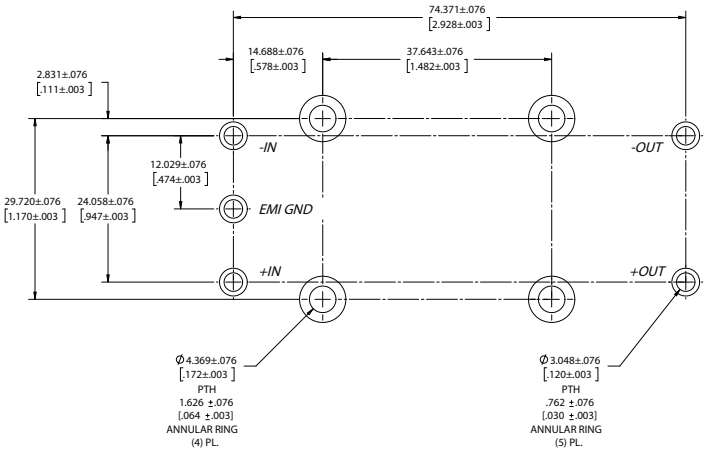 74.371±.076
[2.928±.003 ]
14.688±.076
[.578±.003 ]
37.643±.076
[1.482±.003 ]
2.831±.076
[.111±.003 ]
-IN
-OUT
12.029±.076
[.474±.003 ]
29.720±.076
[1.170±.003 ]
24.058±.076
[.947±.003 ]
EMI GND
+IN
+OUT
Ø 4.369±.076
[.172±.003 ]
PTH
1.626 ±.076
[.064 ±.003]
ANNULAR RING
(4) PL.
Ø 3.048±.076
[.120±.003 ]
PTH
.762 ±.076
[.030 ±.003]
ANNULAR RING
(5) PL.